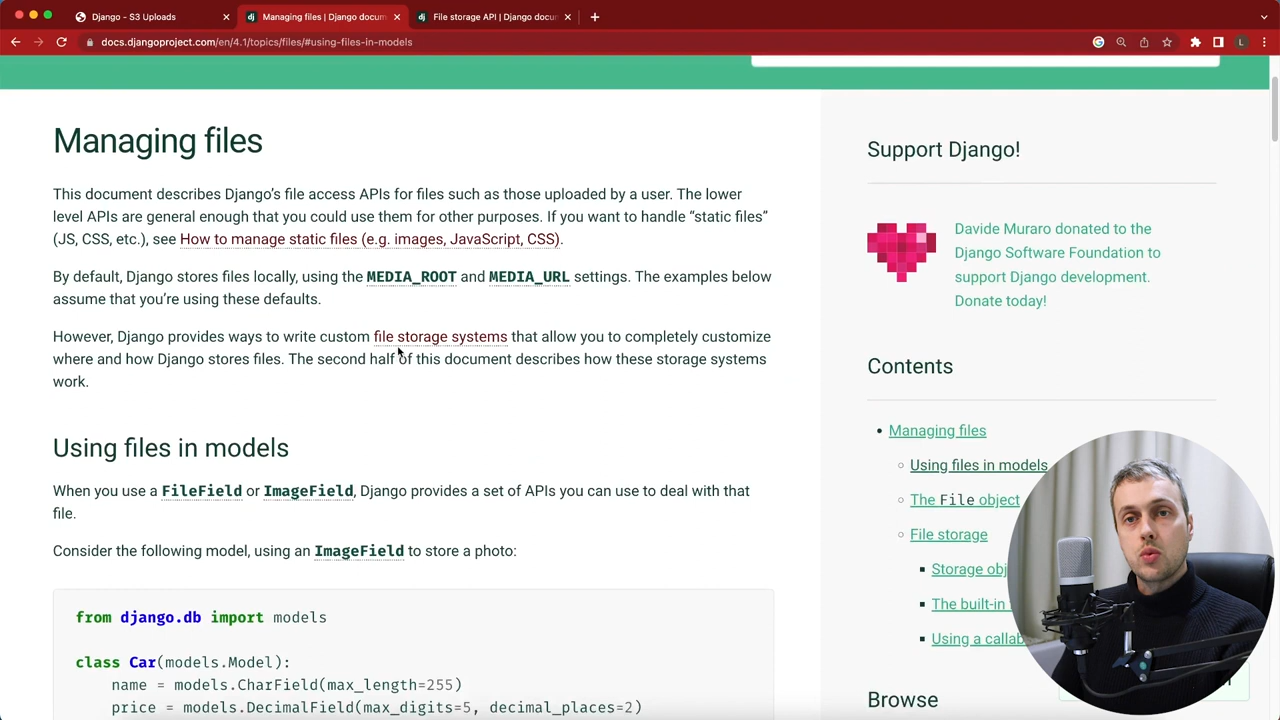 Django - S3 Uploads
Managing files | Django docum
File storage API | Django docu
docs.djangoproject.com/en/4.1/topics/files/#using-files-in-models
L
Managing files
This document describes Django's file access APIs for files such as those uploaded by a user. The lower
level APIs are general enough that you could use them for other purposes. If you want to handle “static files”
(JS, CSS, etc.), see How to manage static files (e.g. images, JavaScript, CSS).
By default, Django stores files locally, using the MEDIA_ROOT and MEDIA_URL settings. The examples below
assume that you're using these defaults.
However, Django provides ways to write custom file storage systems that allow you to completely customize
where and how Django stores files. The second half of this document describes how these storage systems
work.
Using files in models
When you use a FileField or ImageField, Django provides a set of APIs you can use to deal with that
file.
Consider the following model, using an ImageField to store a photo:
from django.db import models
class Car(models.Model):
name = models.CharField(max_length=255)
price = models.DecimalField(max_digits=5, decimal_places=2)
Support Django!
Davide Muraro donated to the
Django Software Foundation to
support Django development.
Donate today!
Contents
Managing files
Using files in models
The File object
File storage
Storage obj
The built-in
Using a callab
Browse